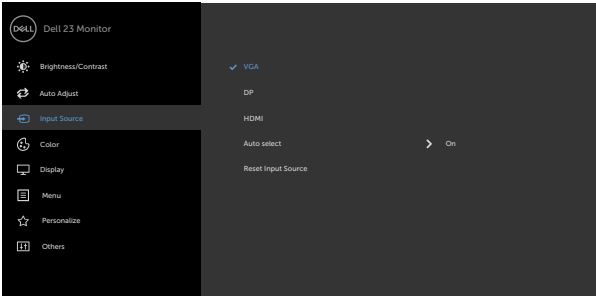 DELL Dell 23 Monitor
Brightness/Contrast
Auto Adjust
Input Source
Color
Display
Menu
Personalize
Others
VGA
DP
HDMI
Auto select On
Reset Input Source